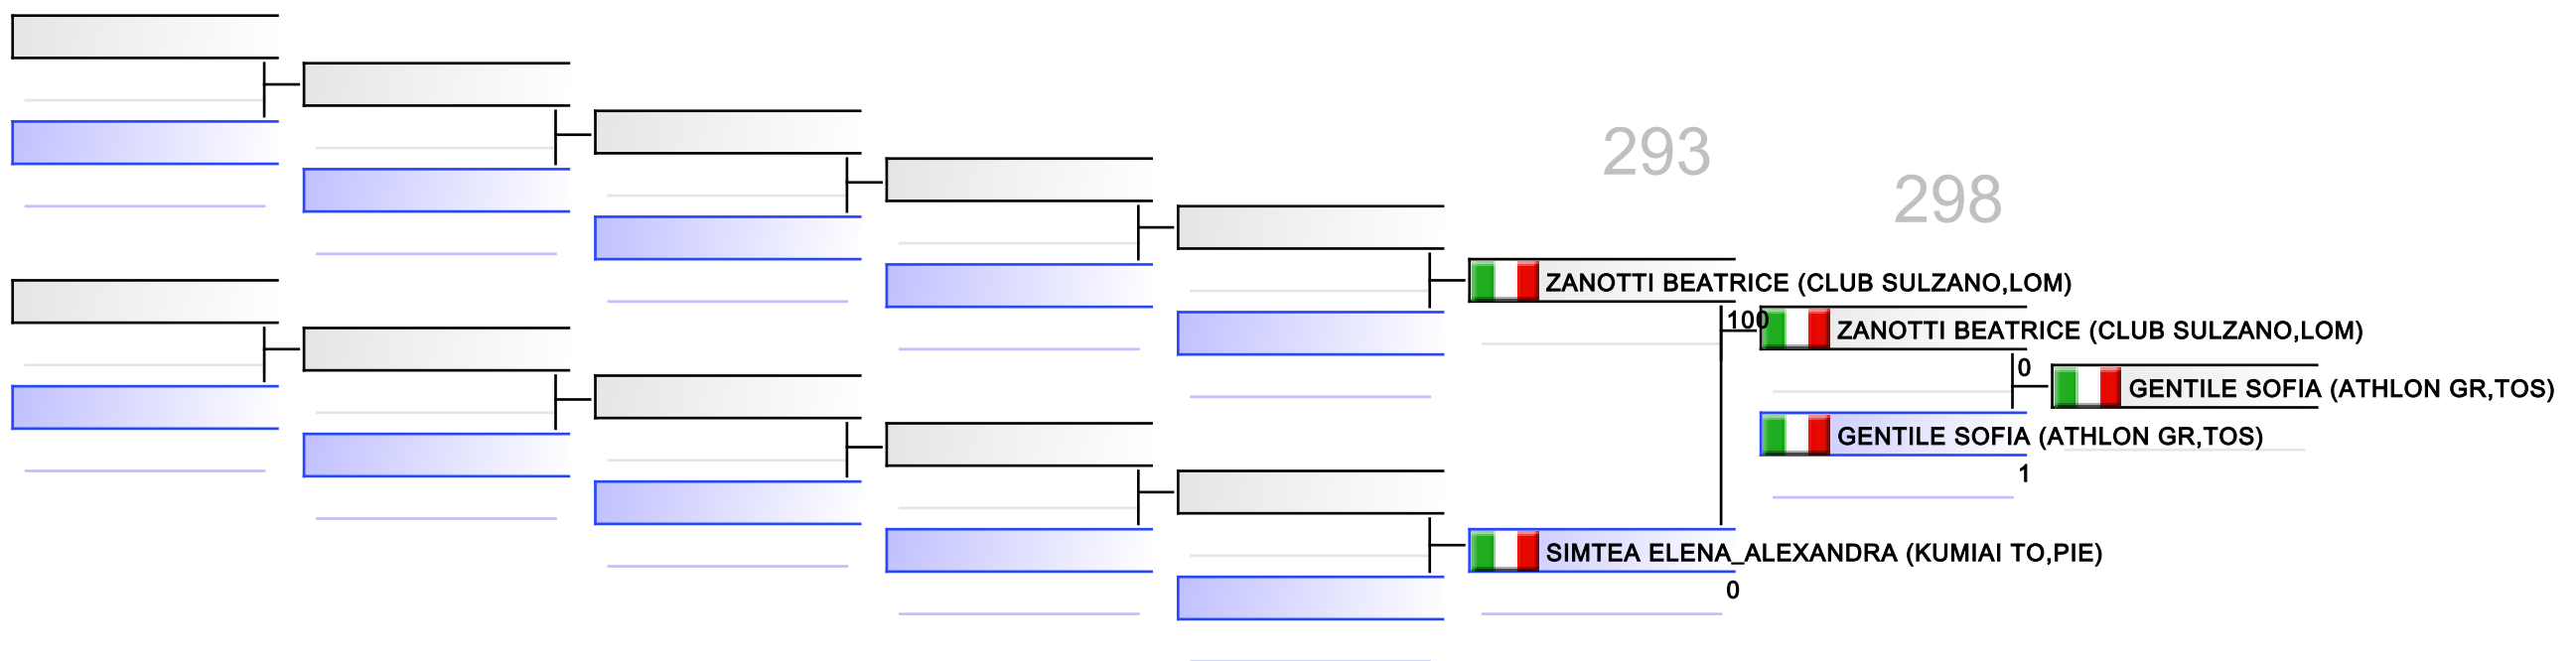 293
298
ZANOTTI BEATRICE (CLUB SULZANO,LOM)
100
ZANOTTI BEATRICE (CLUB SULZANO,LOM)
0
GENTILE SOFIA (ATHLON GR,TOS)
GENTILE SOFIA (ATHLON GR,TOS)
1
SIMTEA ELENA_ALEXANDRA (KUMIAI TO,PIE)
0